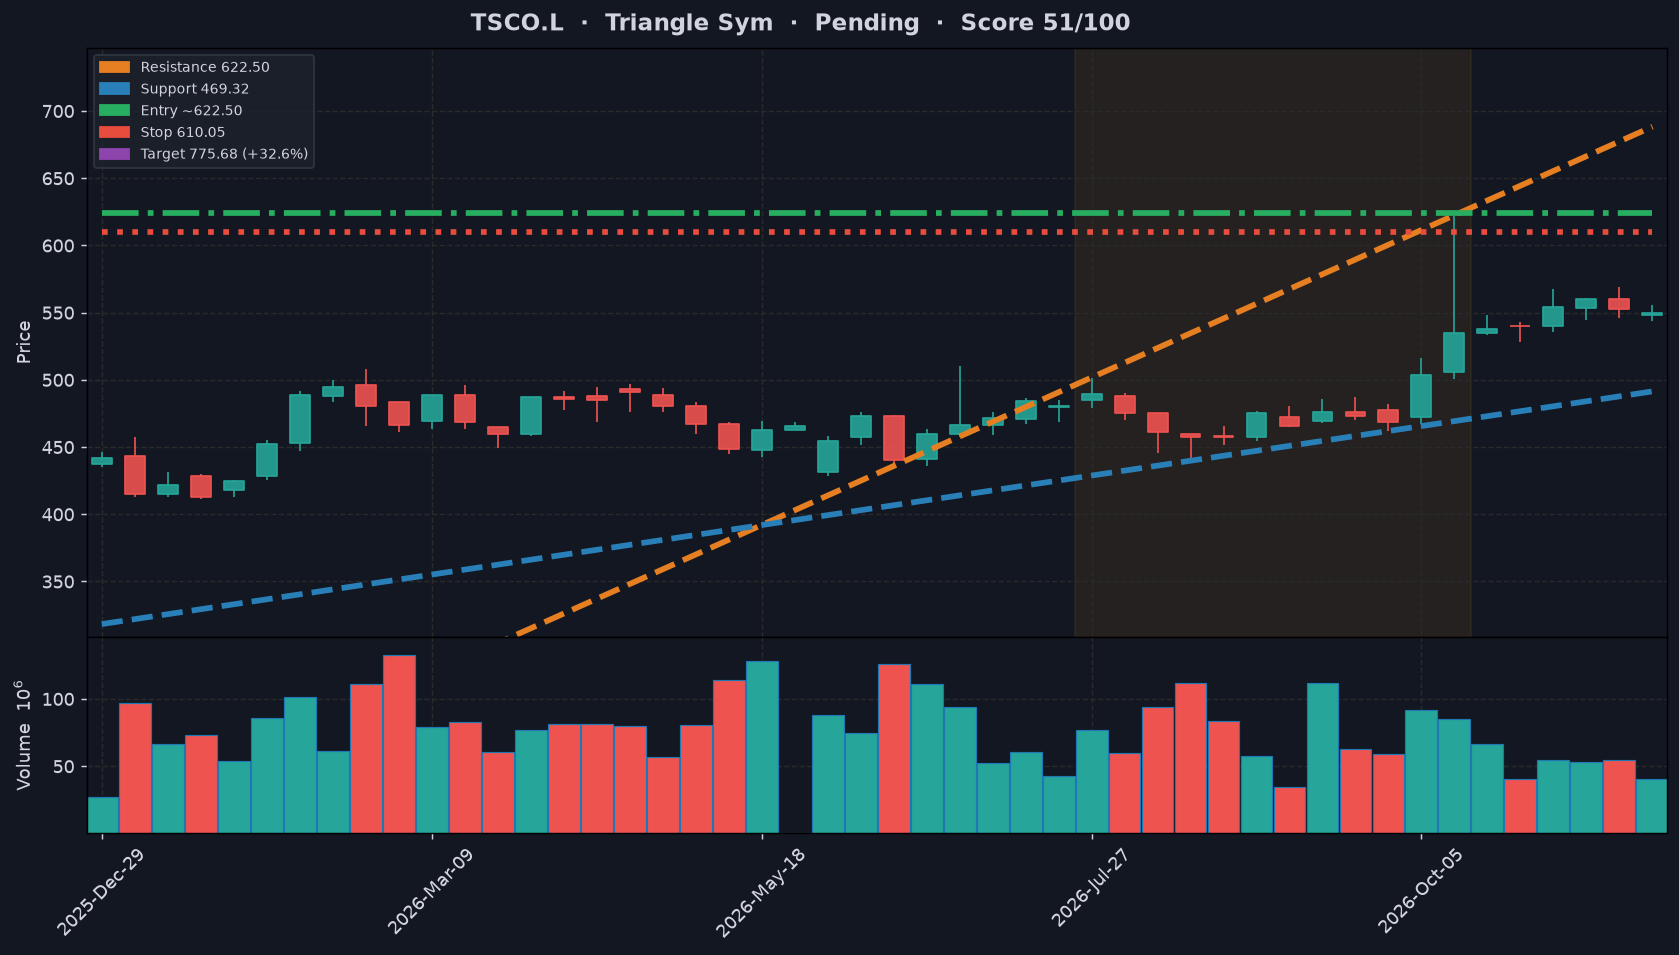 TSCO.L  ·  Triangle Sym  ·  Pending  ·  Score 51/100
Resistance 622.50
Support 469.32
Entry ~622.50
Stop 610.05
Target 775.68 (+32.6%)
700
650
600
550
500
450
400
350
Price
100
50
Volume 10⁶
2025-Dec-29
2026-Mar-09
2026-May-18
2026-Jul-27
2026-Oct-05